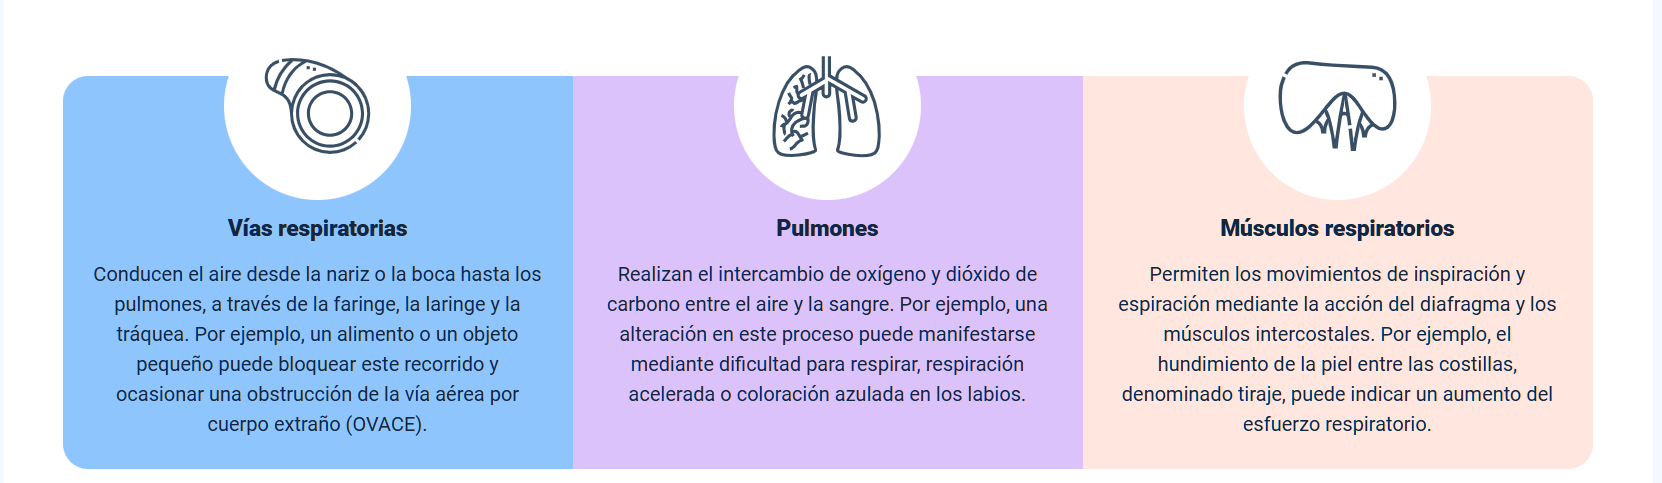 Vías respiratorias
Conducen el aire desde la nariz o la boca hasta los
pulmones, a través de la faringe, la laringe y la
tráquea. Por ejemplo, un alimento o un objeto
pequeño puede bloquear este recorrido y
ocasionar una obstrucción de la vía aérea por
cuerpo extraño (OVACE).
Pulmones
Realizan el intercambio de oxígeno y dióxido de
carbono entre el aire y la sangre. Por ejemplo, una
alteración en este proceso puede manifestarse
mediante dificultad para respirar, respiración
acelerada o coloración azulada en los labios.
Músculos respiratorios
Permiten los movimientos de inspiración y
espiración mediante la acción del diafragma y los
músculos intercostales. Por ejemplo, el
hundimiento de la piel entre las costillas,
denominado tiraje, puede indicar un aumento del
esfuerzo respiratorio.